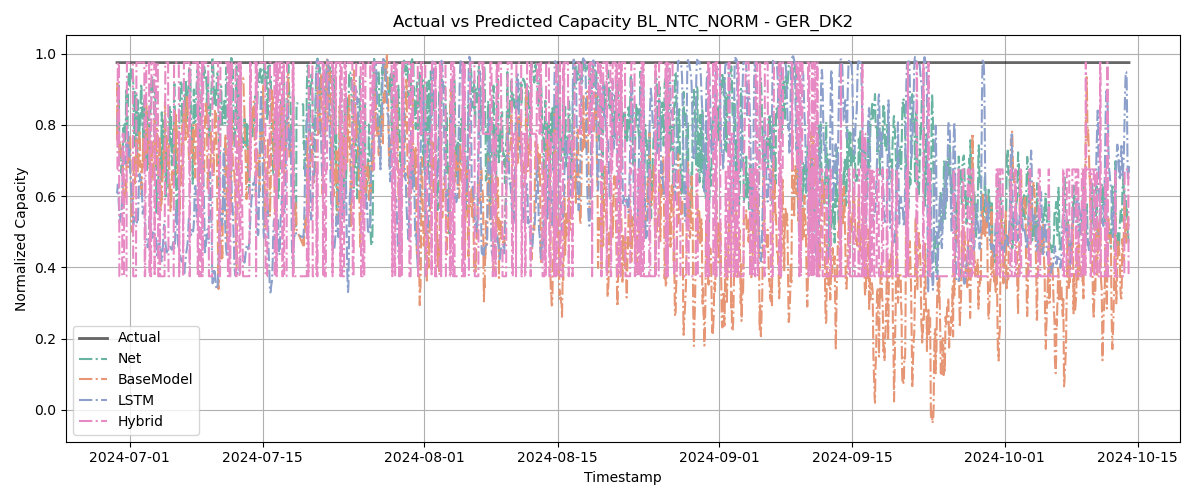 Actual vs Predicted Capacity BL_NTC_NORM - GER_DK2
Normalized Capacity
1.0
0.8
0.6
0.4
0.2
0.0
Actual
Net
BaseModel
LSTM
Hybrid
2024-07-01
2024-07-15
2024-08-01
2024-08-15
2024-09-01
2024-09-15
2024-10-01
2024-10-15
Timestamp